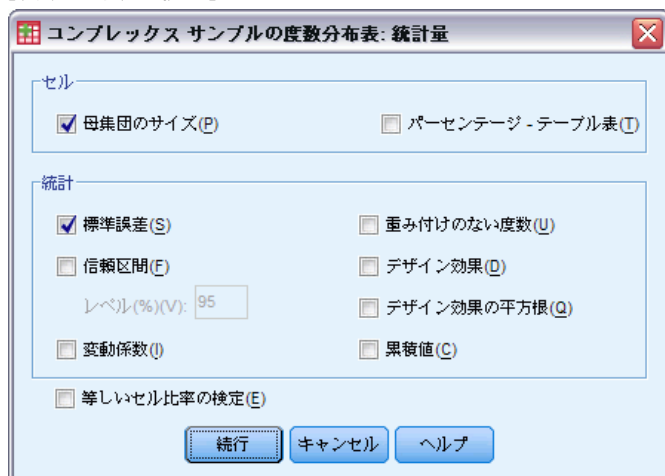 コンプレックス サンプルの度数分布表: 統計量
セル
母集団のサイズ(P)
パーセンテージ - テーブル表(T)
統計
標準誤差(S)
重み付けのない度数(U)
信頼区間(F)
デザイン効果(D)
レベル(%)(V): 95
デザイン効果の平方根(Q)
変動係数(I)
累積値(C)
等しいセル比率の検定(E)
続行
キャンセル
ヘルプ